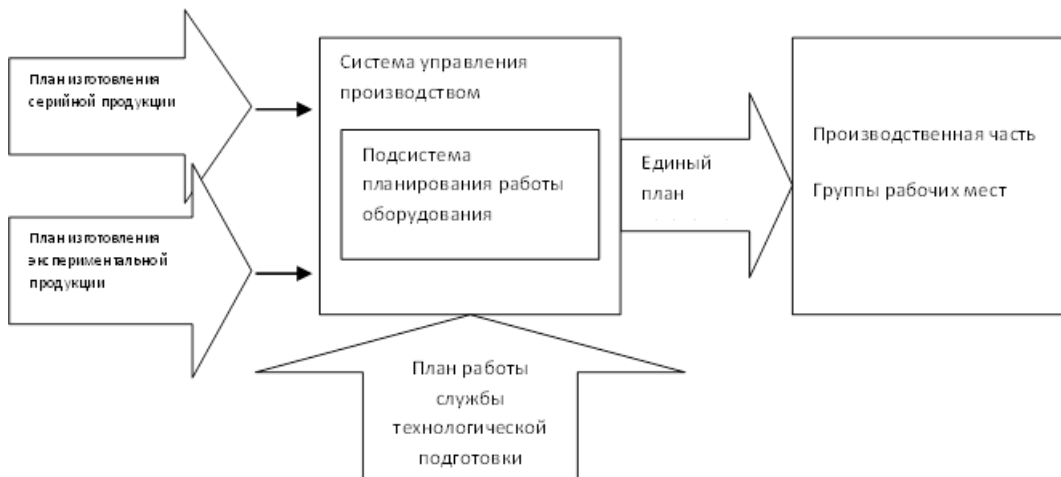 План изготовления
серийной продукции
План изготовления
экспериментальной
продукции
Система управления
производством
Подсистема
планирования работы
оборудования
План работы
службы
технологической
подготовки
Единый
план
Производственная часть
Группы рабочих мест